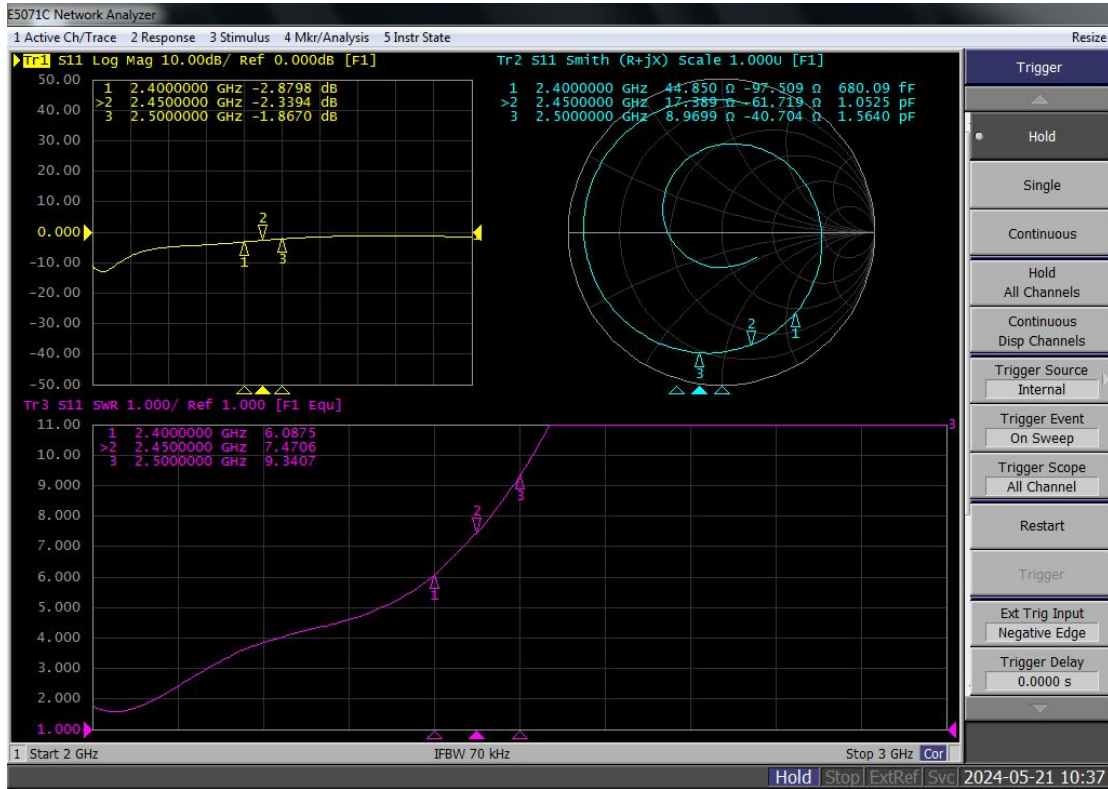 E5071C Network Analyzer
1 Active Ch/Trace 2 Response 3 Stimulus 4 Mkr/Analysis 5 Instr State Resize
Tr1 S11 Log Mag 10.00dB/ Ref 0.000dB [F1]
50.00
1 2.4000000 GHz -2.8798 dB
>2 2.4500000 GHz -2.3394 dB
3 2.5000000 GHz -1.8670 dB
40.00
30.00
20.00
10.00
0.000
-10.00
-20.00
-30.00
-40.00
-50.00
1
2
3
Tr2 S11 Smith (R+jX) Scale 1.000U [F1]
1 2.4000000 GHz 44.850 Ω -97.509 Ω 680.09 fF
>2 2.4500000 GHz 17.389 Ω -61.719 Ω 1.0525 pF
3 2.5000000 GHz 8.9699 Ω -40.704 Ω 1.5640 pF
2
1
3
Tr3 S11 SWR 1.000/ Ref 1.000 [F1 Equ]
11.00
1 2.4000000 GHz 6.0875
>2 2.4500000 GHz 7.4706
3 2.5000000 GHz 9.3407
10.00
9.000
8.000
7.000
6.000
5.000
4.000
3.000
2.000
1.000
1
2
3
3
1 Start 2 GHz IFBW 70 kHz Stop 3 GHz Cor
Trigger
Hold
Single
Continuous
Hold
All Channels
Continuous
Disp Channels
Trigger Source
Internal
Trigger Event
On Sweep
Trigger Scope
All Channel
Restart
Trigger
Ext Trig Input
Negative Edge
Trigger Delay
0.0000 s
Hold Stop ExtRef Svc 2024-05-21 10:37